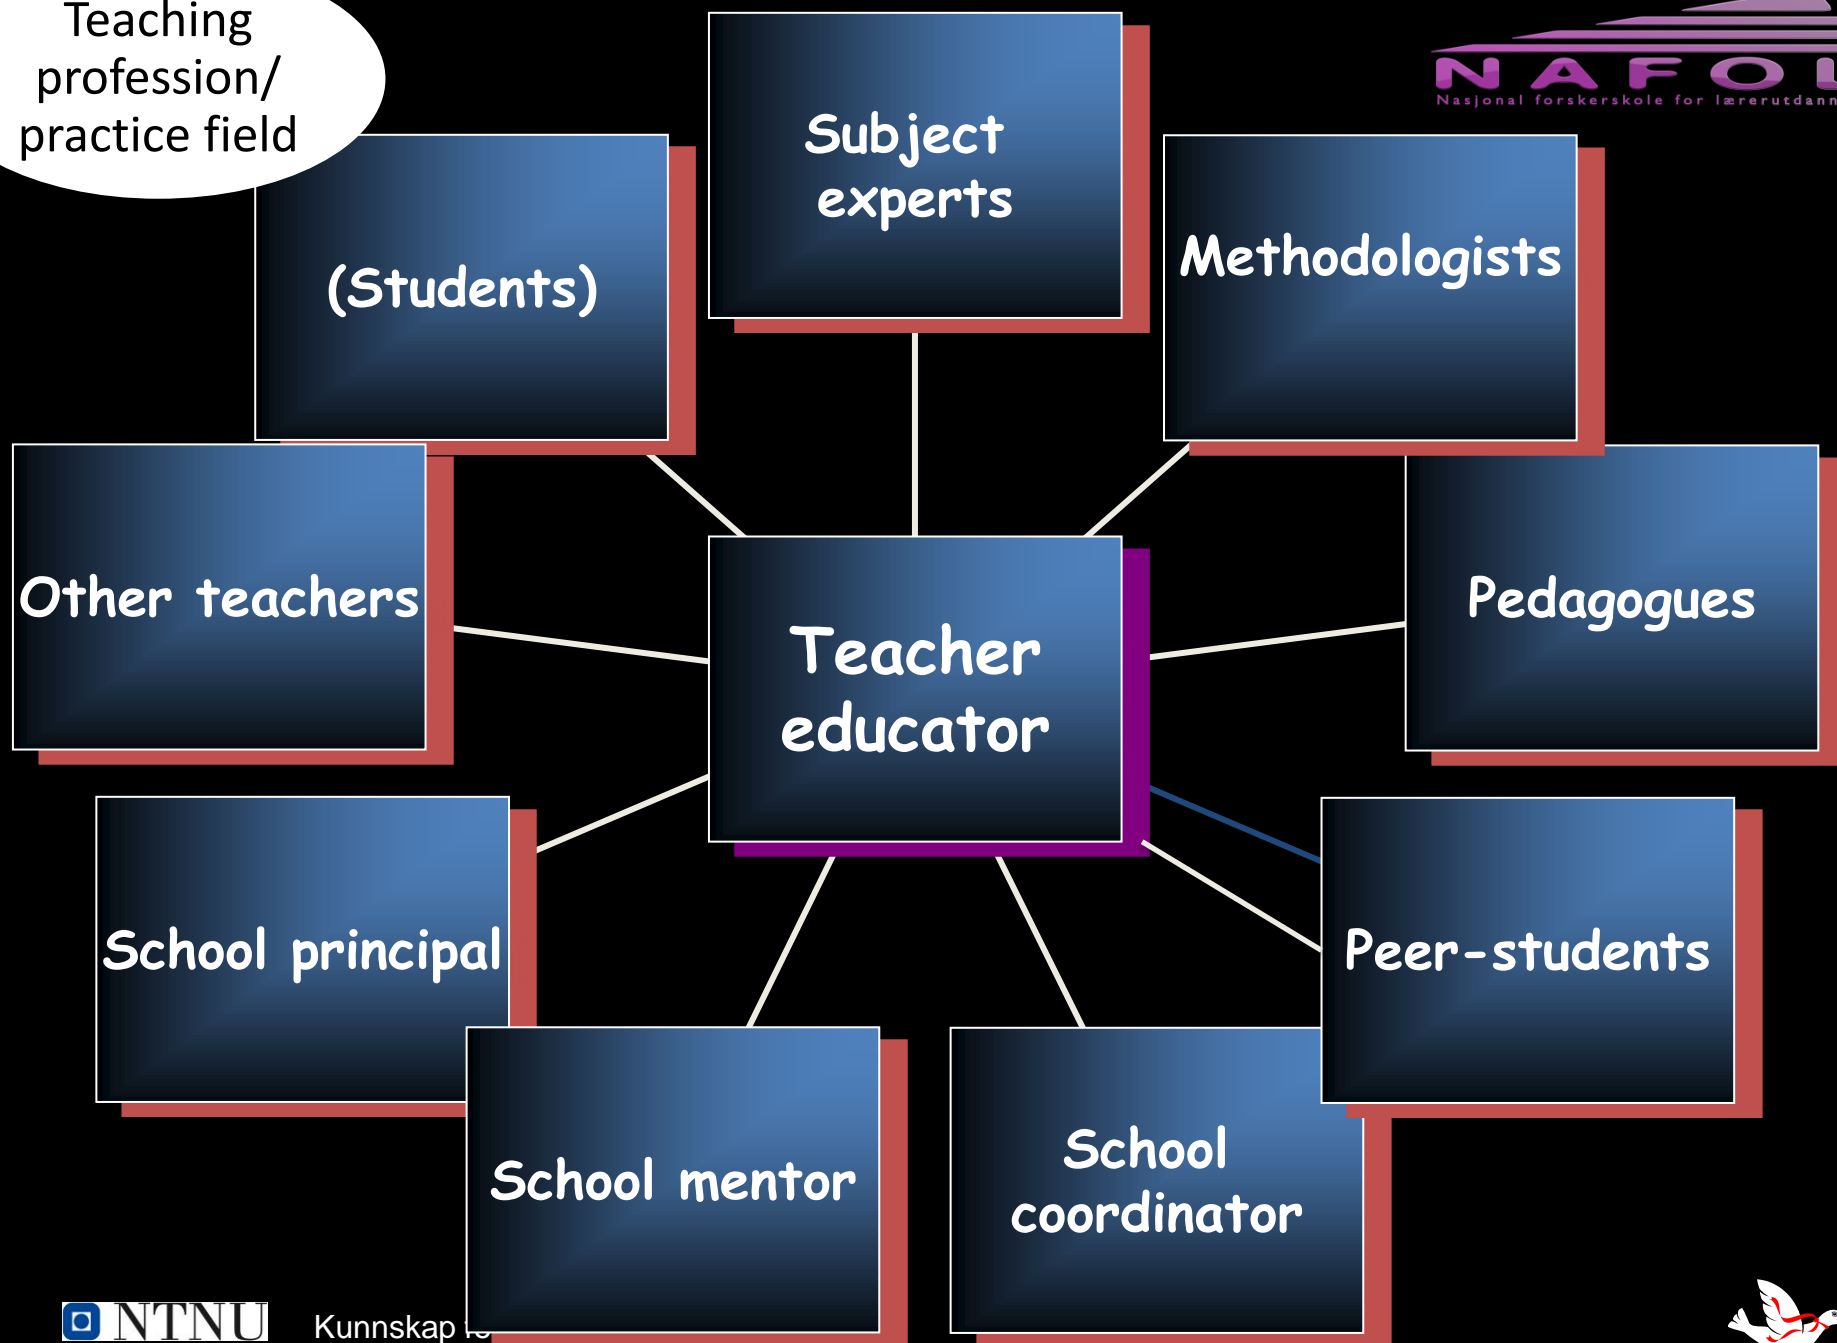 Teaching
profession/
practice field
NAFOL
Nasjonal forskerskole for
Subject
experts
Methodologists
(Students)
Other teachers
Pedagogues
Teacher
educator
School principal
Peer-students
School mentor
School
coordinator
NTNU
Kunnskap